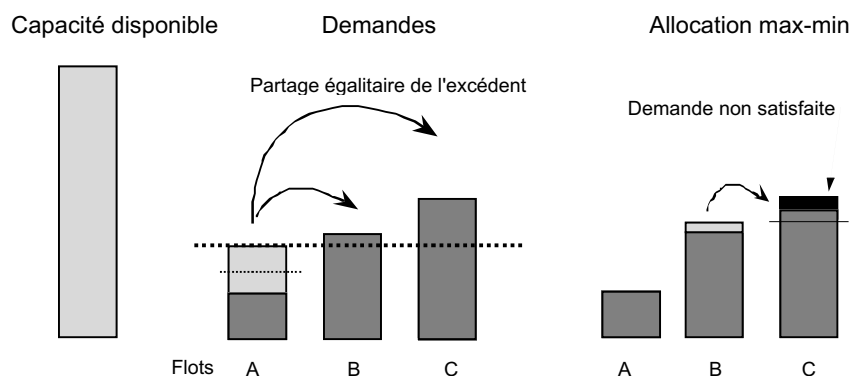 Capacité disponible
Demandes
Allocation max-min
Partage égalitaire de l'excédent
Demande non satisfaite
Flots A B C
A B C